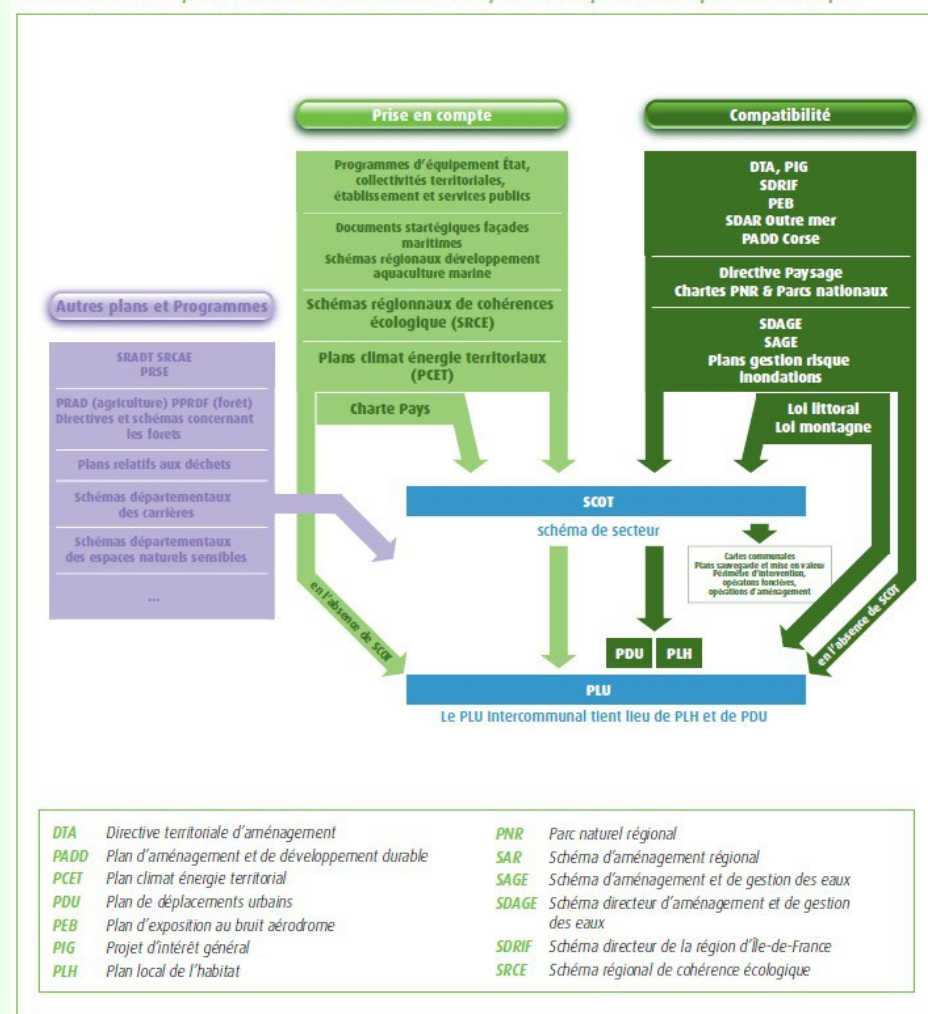 Prise en compte
Programmes d'équipement État,
collectivités territoriales,
établissement et services publics
Documents startégiques façades
maritimes
Schémas régionaux développement
aquaculture marine
Schémas régionnaux de cohérences
écologique (SRCE)
Plans climat énergie territoriaux
(PCET)
Charte Pays
Compatibilité
DTA, PIG
SDRIF
PEB
SDAR Outre mer
PADD Corse
Directive Paysage
Chartes PNR & Parcs nationaux
SDAGE
SAGE
Plans gestion risque
inondations
Loi littoral
Loi montagne
Autres plans et Programmes
SRADT SRCAE
PRSE
PRAD (agriculture) PPRDF (forêt)
Directives et schémas concernant
les forets
Plans relatifs aux déchets
Schémas départementaux
des carrières
Schémas départementaux
des espaces naturels sensibles
...
SCOT
schéma de secteur
Cartes communales
Plans sauvegarde et mise en valeur
Périmètre d'intervention,
opératons foncières,
opérations d'aménagement
en l'absence de SCOT
en l'absence de SCOT
PDU PLH
PLU
Le PLU intercommunal tient lieu de PLH et de PDU
DTA Directive territoriale d'aménagement
PADD Plan d'aménagement et de développement durable
PCET Plan climat énergie territorial
PDU Plan de déplacements urbains
PEB Plan d'exposition au bruit aérodrome
PIG Projet d'intérêt général
PLH Plan local de l'habitat
PNR Parc naturel régional
SAR Schéma d'aménagement régional
SAGE Schéma d'aménagement et de gestion des eaux
SDAGE Schéma directeur d'aménagement et de gestion
des eaux
SDRIF Schéma directeur de la région d'Île-de-France
SRCE Schéma régional de cohérence écologique